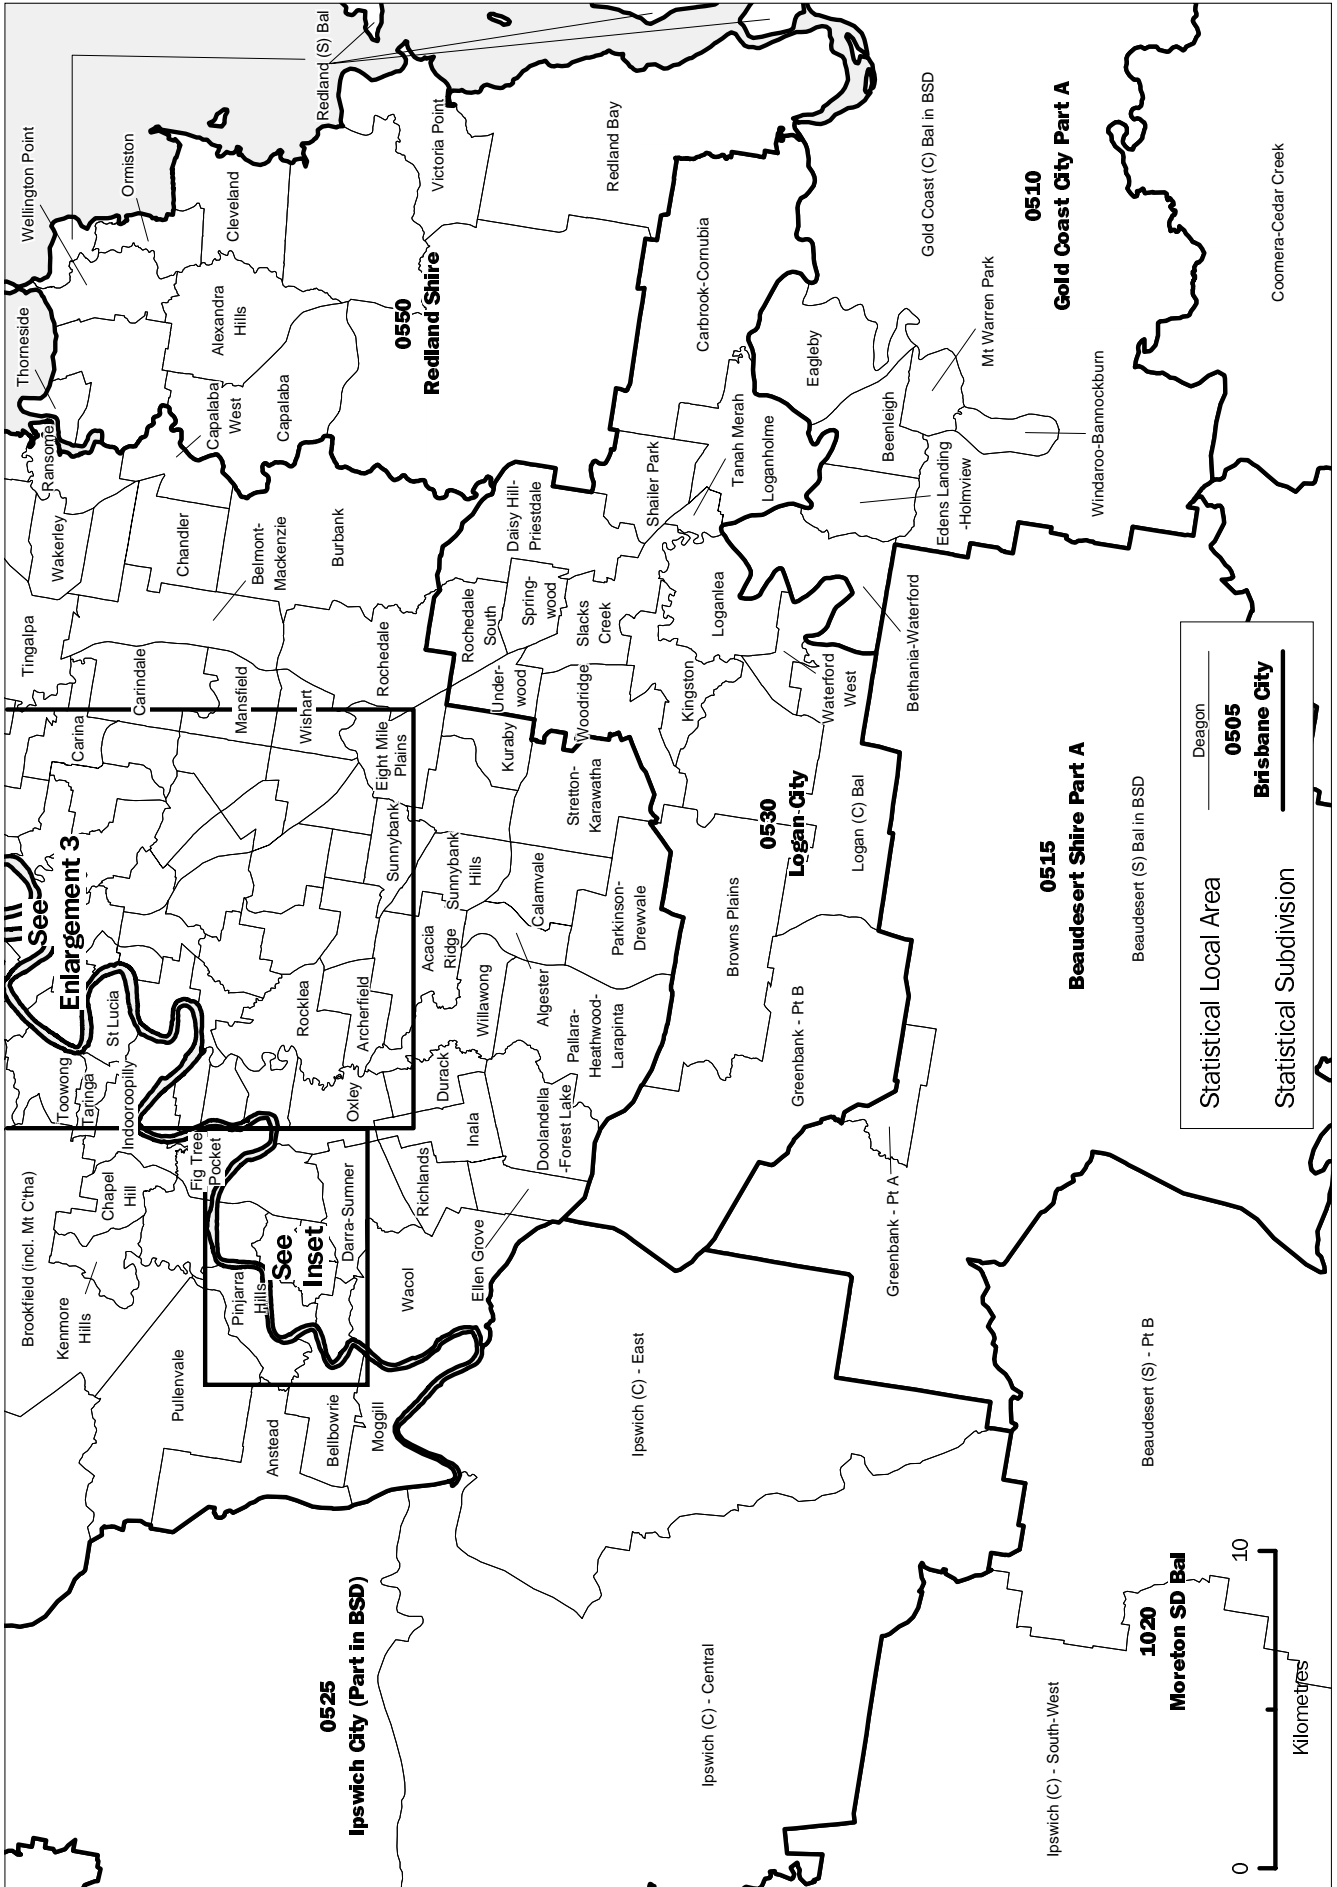 Brookfield (incl. Mt C'tha)
Kenmore
Hills
Chapel
Hill
Toowong
Taringa
Indooroopilly
St Lucia
See
Enlargement 3
Carina
Carindale
Tingalpa
Wakerley
Ransome
Thorneside
Wellington Point
Ormiston
Redland (S) Bal
Pullenvale
Pinjarra
Hills
Fig Tree
Pocket
See
Inset
Darra-Sumner
Anstead
Bellbowrie
Moggill
Wacol
Ellen Grove
Richlands
Oxley
Rocklea
Archerfield
Durack
Inala
Doolandella
-Forest Lake
Willawong
Acacia
Ridge
Algester
Pallara-
Heathwood-
Larapinta
Sunnybank
Sunnybank
Hills
Calamvale
Parkinson-
Drewvale
Stretton-
Karawatha
Kuraby
Eight Mile
Plains
Wishart
Mansfield
Rochedale
Belmont-
Mackenzie
Chandler
Burbank
Capalaba
West
Capalaba
Alexandra
Hills
Cleveland
0550
Redland Shire
Victoria Point
Redland Bay
Rochedale
South
Under-
wood
Spring-
wood
Daisy Hill-
Priestdale
Slacks
Creek
Woodridge
Kingston
Loganlea
Shailer Park
Tanah Merah
Loganholme
Carbrook-Cornubia
Waterford
West
0530
Logan City
Logan (C) Bal
Browns Plains
Greenbank - Pt B
Greenbank - Pt A
Bethania-Waterford
Edens Landing
-Holmview
Beenleigh
Eagleby
Mt Warren Park
Windaroo-Bannockburn
Gold Coast (C) Bal in BSD
0510
Gold Coast City Part A
Coomera-Cedar Creek
0515
Beaudesert Shire Part A
Beaudesert (S) Bal in BSD
Beaudesert (S) - Pt B
0525
Ipswich City (Part in BSD)
Ipswich (C) - East
Ipswich (C) - Central
Ipswich (C) - South-West
1020
Moreton SD Bal
0
10
Kilometres
Statistical Local Area
Deagon
Statistical Subdivision
0505
Brisbane City